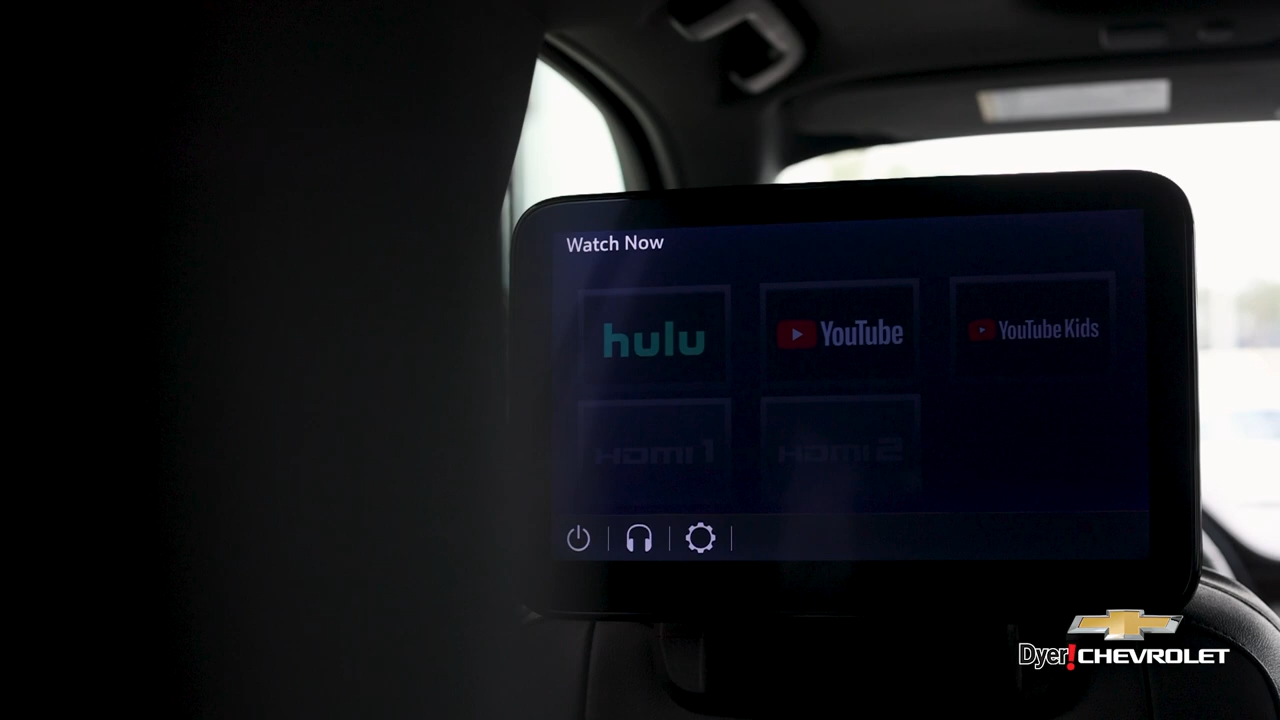 Watch Now
hulu
YouTube
YouTube Kids
HDMI 1
HDMI 2
Dyer! CHEVROLET